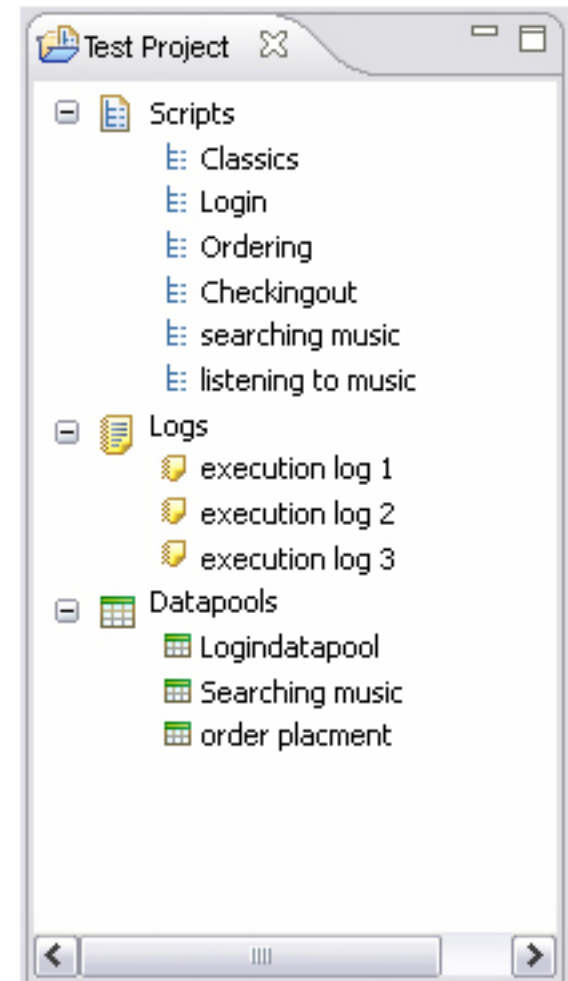 Test Project
Scripts
Classics
Login
Ordering
Checkingout
searching music
listening to music
Logs
execution log 1
execution log 2
execution log 3
Datapools
Logindatapool
Searching music
order placment